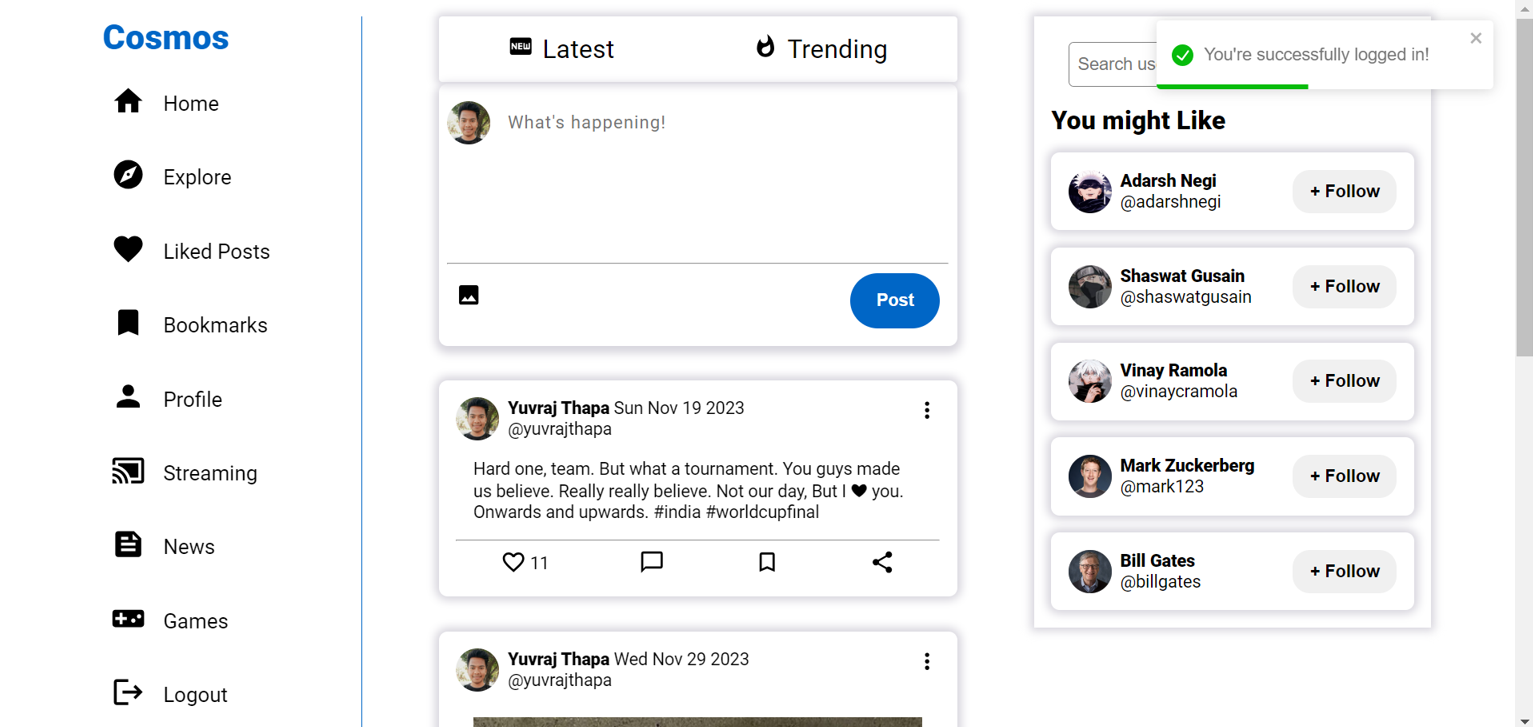 Cosmos
Home
Explore
Liked Posts
Bookmarks
Profile
Streaming
News
Games
Logout
NEW Latest
Trending
What's happening!
Post
Yuvraj Thapa Sun Nov 19 2023
@yuvrajthapa
Hard one, team. But what a tournament. You guys made
us believe. Really really believe. Not our day, But I 🖤 you.
Onwards and upwards. #india #worldcupfinal
11
Yuvraj Thapa Wed Nov 29 2023
@yuvrajthapa
You're successfully logged in!
Search us
You might Like
Adarsh Negi
@adarshnegi
+ Follow
Shaswat Gusain
@shaswatgusain
+ Follow
Vinay Ramola
@vinaycramola
+ Follow
Mark Zuckerberg
@mark123
+ Follow
Bill Gates
@billgates
+ Follow